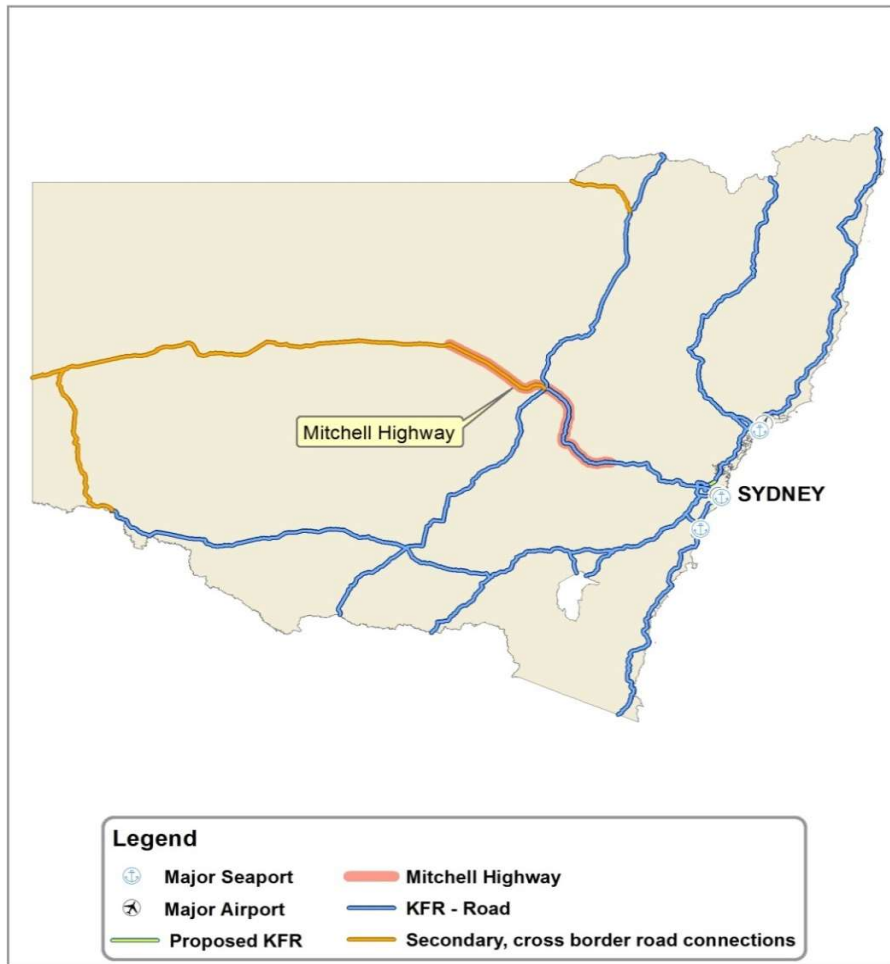 Mitchell Highway
SYDNEY
Legend
Major Seaport
Mitchell Highway
Major Airport
KFR - Road
Proposed KFR
Secondary, cross border road connections